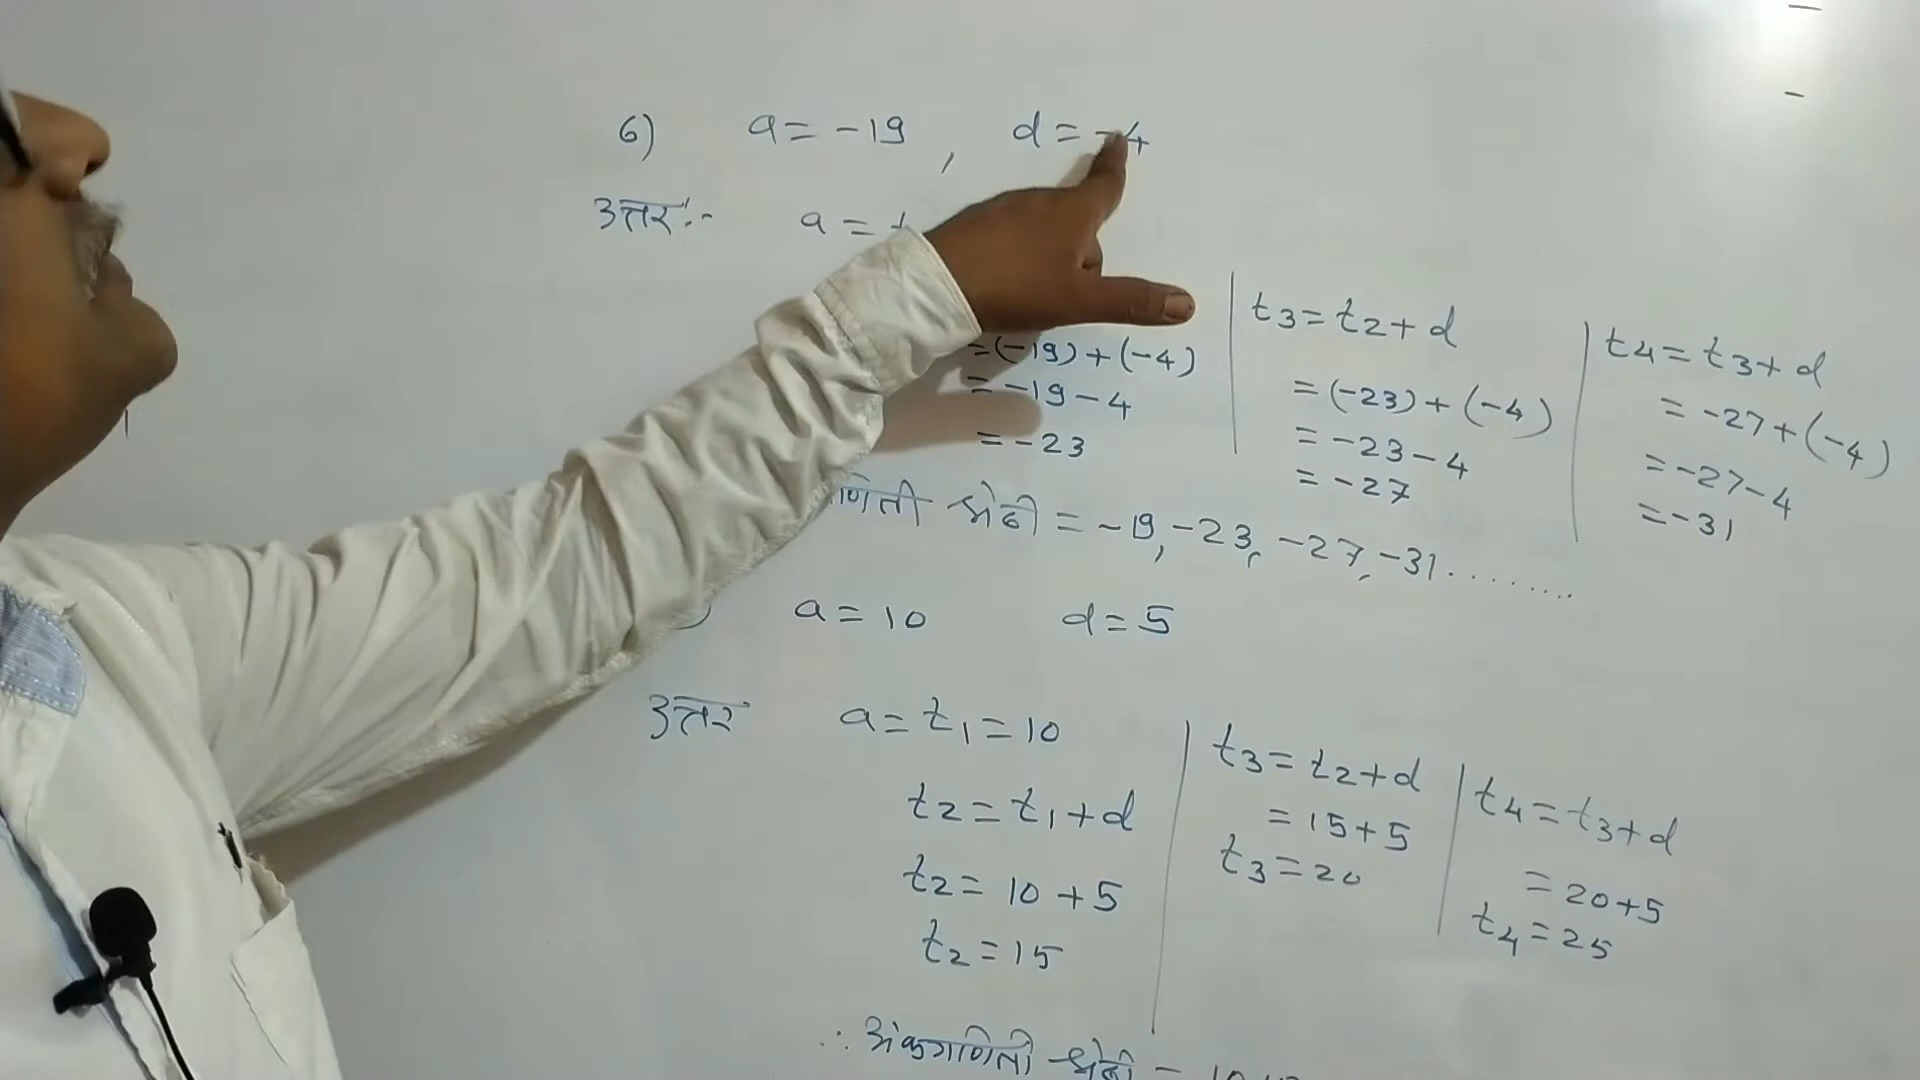 6) a = -19 , d = -4
उत्तर :- a =
= (-19) + (-4)
= -19 - 4
= -23
t3 = t2 + d
= (-23) + (-4)
= -23 - 4
= -27
t4 = t3 + d
= -27 + (-4)
= -27 - 4
= -31
श्रेढी = -19, -23, -27, -31 ........
a = 10 d = 5
उत्तर a = t1 = 10
t2 = t1 + d
t2 = 10 + 5
t2 = 15
t3 = t2 + d
= 15 + 5
t3 = 20
t4 = t3 + d
= 20 + 5
t4 = 25
∴ अंकगणिती श्रेढी - 10